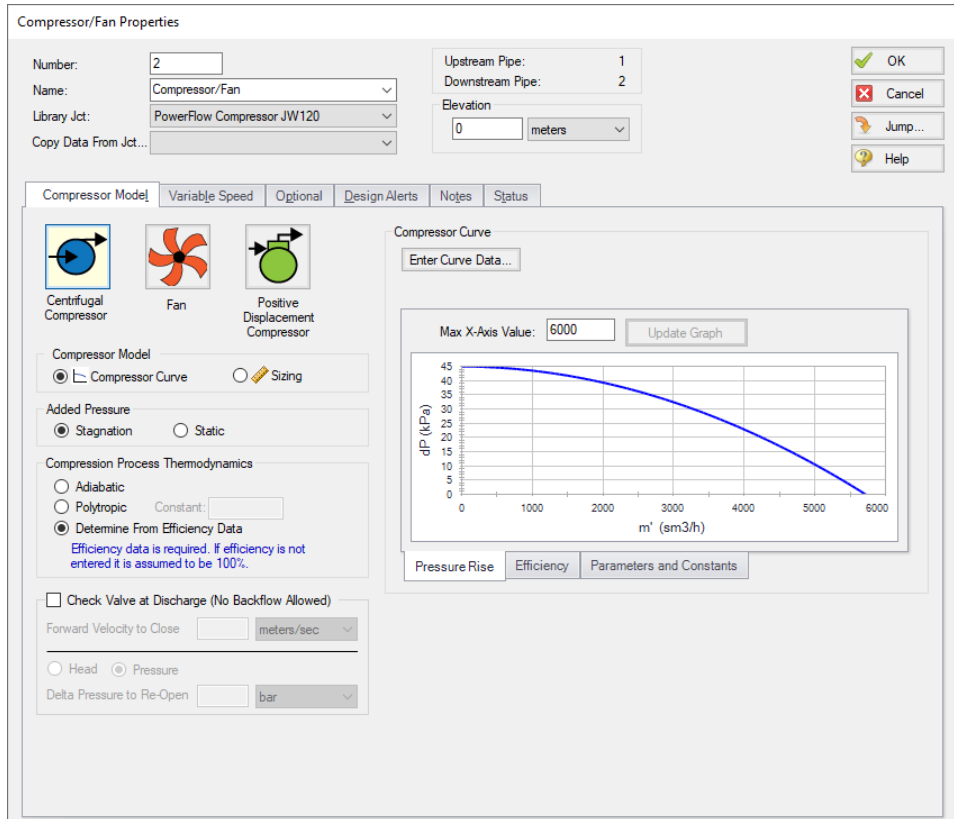 Compressor/Fan Properties
Number: 2
Name: Compressor/Fan
Library Jct: PowerFlow Compressor JW120
Copy Data From Jct...
Upstream Pipe: 1
Downstream Pipe: 2
Elevation
0 meters
OK
Cancel
Jump...
Help
Compressor Model Variable Speed Optional Design Alerts Notes Status
Centrifugal
Compressor
Fan
Positive
Displacement
Compressor
Compressor Model
Compressor Curve Sizing
Added Pressure
Stagnation Static
Compression Process Thermodynamics
Adiabatic
Polytropic Constant:
Determine From Efficiency Data
Efficiency data is required. If efficiency is not
entered it is assumed to be 100%.
Check Valve at Discharge (No Backflow Allowed)
Forward Velocity to Close meters/sec
Head Pressure
Delta Pressure to Re-Open bar
Compressor Curve
Enter Curve Data...
Max X-Axis Value: 6000 Update Graph
45
40
35
30
25
20
15
10
5
0
dP (kPa)
0 1000 2000 3000 4000 5000 6000
m' (sm3/h)
Pressure Rise Efficiency Parameters and Constants